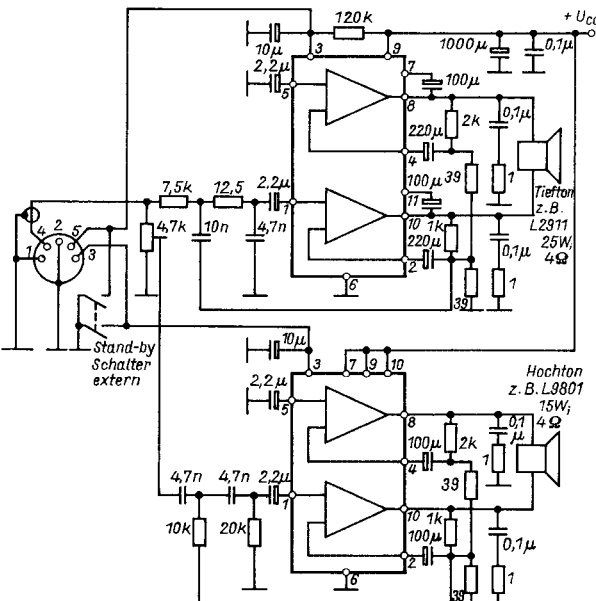 120k
+ U_CC
10µ
3
9
1000µ
0,1µ
2,2µ
7
100µ
5
8
2k
0,1µ
220µ
4
39
1
7,5k
12,5
2,2µ
100µ
11
Tiefton
z.B.
L2911
25W,
4Ω
1
10
1k
4,7k
10n
4,7n
220µ
0,1µ
2
39
1
6
2
4
5
1
3
Stand-by
Schalter
extern
10µ
3
7
9
10
Hochton
z.B. L9801
15W,
4Ω
2,2µ
5
8
0,1
µ
100µ
2k
4
39
1
4,7n
4,7n
2,2µ
1
10
1k
10k
20k
100µ
0,1µ
2
39
1
6